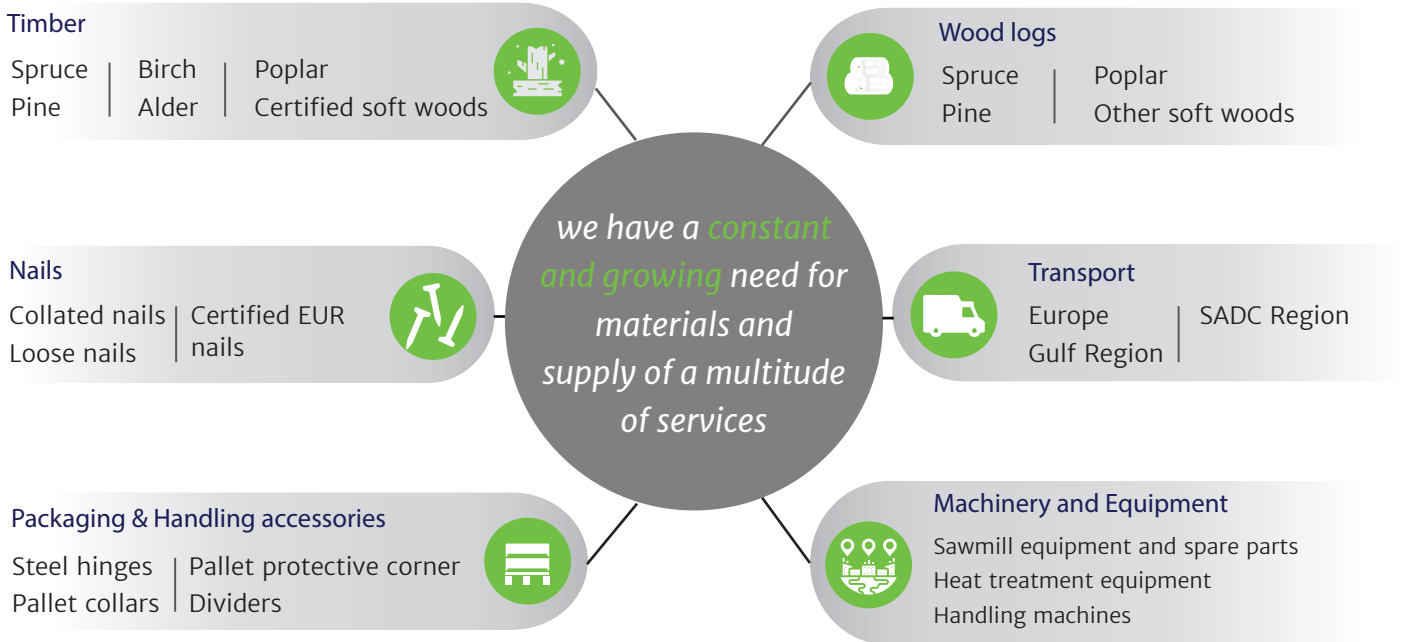 Timber
Spruce
Pine
Birch
Alder
Poplar
Certified soft woods
Wood logs
Spruce
Pine
Poplar
Other soft woods
we have a constant
and growing need for
materials and
supply of a multitude
of services
Nails
Collated nails
Loose nails
Certified EUR
nails
Transport
Europe
Gulf Region
SADC Region
Packaging & Handling accessories
Steel hinges
Pallet collars
Pallet protective corner
Dividers
Machinery and Equipment
Sawmill equipment and spare parts
Heat treatment equipment
Handling machines